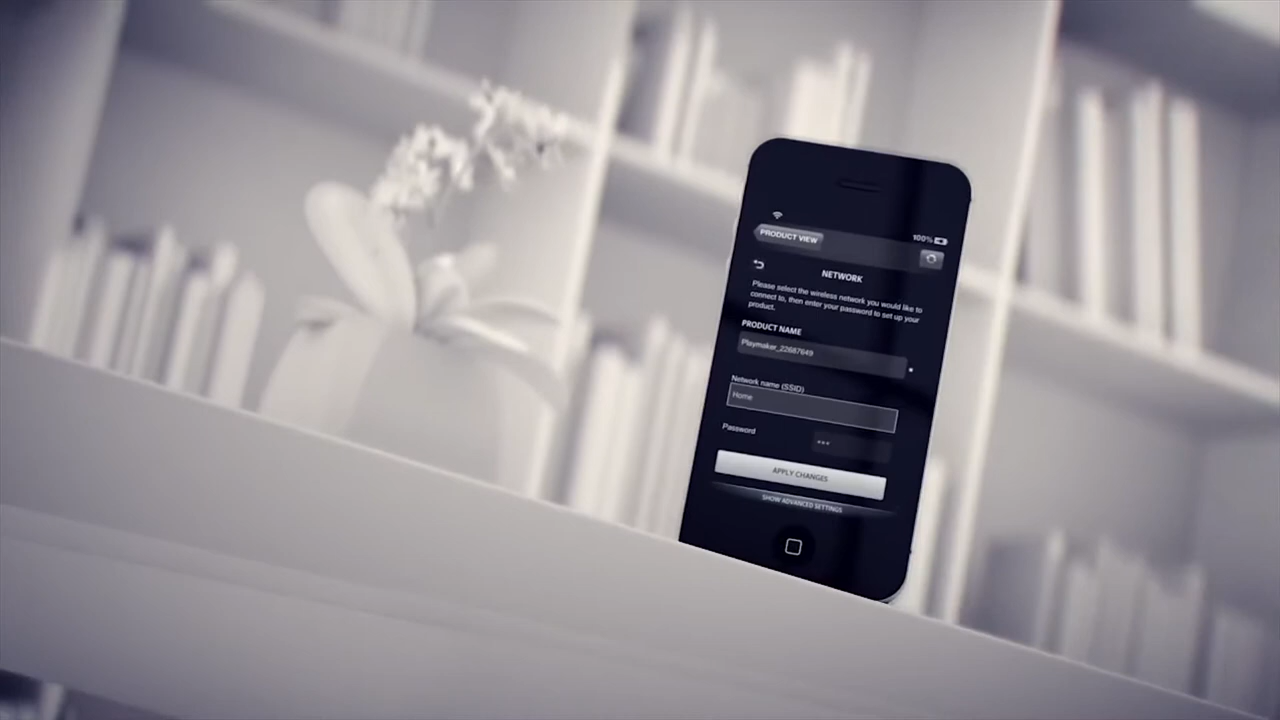 100%
PRODUCT VIEW
NETWORK
Please select the wireless network you would like to
connect to, then enter your password to set up your
product.
PRODUCT NAME
Playmaker_22687649
Network name (SSID)
Home
Password
•••
APPLY CHANGES
SHOW ADVANCED SETTINGS